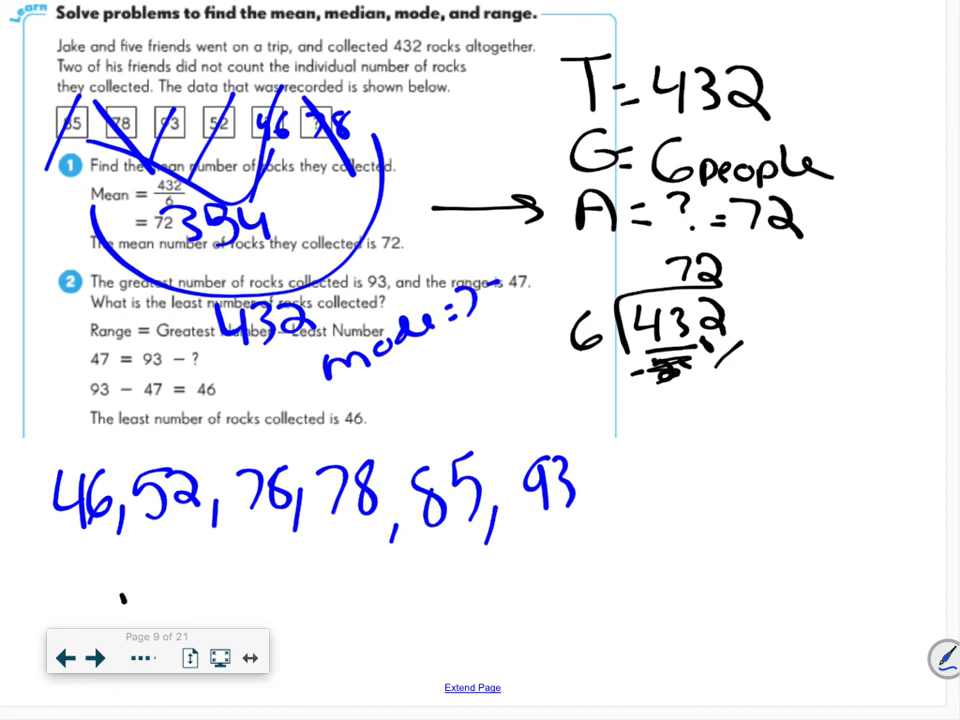 Learn Solve problems to find the mean, median, mode, and range.
Jake and five friends went on a trip, and collected 432 rocks altogether.
Two of his friends did not count the individual number of rocks
they collected. The data that was recorded is shown below.
85 78 93 52 46 78
1 Find the mean number of rocks they collected.
Mean = 432
6
= 72
354
The mean number of rocks they collected is 72.
2 The greatest number of rocks collected is 93, and the range is 47.
What is the least number of rocks collected?
432
Range = Greatest Number – Least Number
mode = ?
47 = 93 – ?
93 – 47 = 46
The least number of rocks collected is 46.
T = 432
G = 6 people
A = ? = 72
72
6 432
46, 52, 78, 78, 85, 93
Page 9 of 21
Extend Page